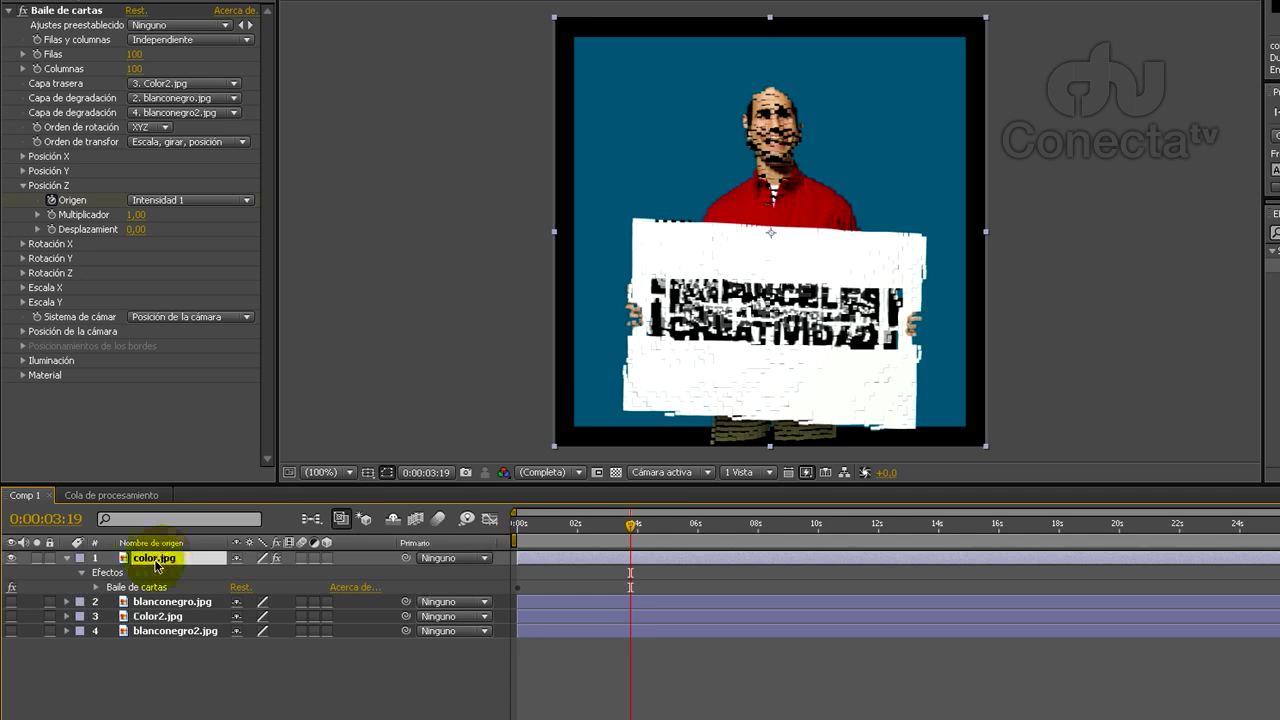 fx Baile de cartas Rest. Acerca de.
Ajustes preestablecido Ninguno
Filas y columnas Independiente
Filas 100
Columnas 100
Capa trasera 3. Color2.jpg
Capa de degradación 2. blanconegro.jpg
Capa de degradación 4. blanconegro2.jpg
Orden de rotación XYZ
Orden de transfor Escala, girar, posición
Posición X
Posición Y
Posición Z
Origen Intensidad 1
Multiplicador 1,00
Desplazamient 0,00
Rotación X
Rotación Y
Rotación Z
Escala X
Escala Y
Sistema de cámar Posición de la cámara
Posición de la cámara
Posicionamientos de los bordes
Iluminación
Material
Conectatv
CREATIVIDAD
(100%) 0:00:03:19 (Completa) Cámara activa 1 Vista +0,0
Comp 1 Cola de procesamiento
0:00:03:19
:00s 02s 04s 06s 08s 10s 12s 14s 16s 18s 20s 22s 24s
# Nombre de origen Primario
1 color.jpg fx Ninguno
Efectos
fx Baile de cartas Rest. Acerca de...
2 blanconegro.jpg Ninguno
3 Color2.jpg Ninguno
4 blanconegro2.jpg Ninguno